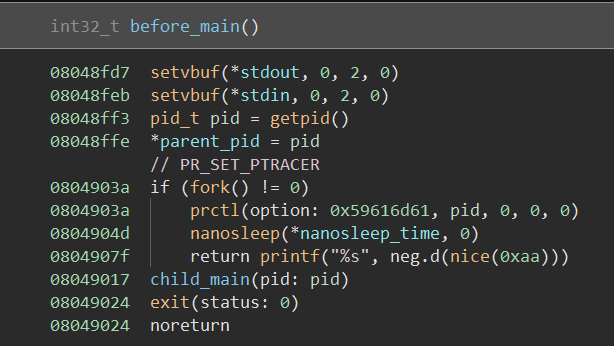 int32_t before_main()
08048fd7 setvbuf(*stdout, 0, 2, 0)
08048feb setvbuf(*stdin, 0, 2, 0)
08048ff3 pid_t pid = getpid()
08048ffe *parent_pid = pid
// PR_SET_PTRACER
0804903a if (fork() != 0)
0804903a prctl(option: 0x59616d61, pid, 0, 0, 0)
0804904d nanosleep(*nanosleep_time, 0)
0804907f return printf("%s", neg.d(nice(0xaa)))
08049017 child_main(pid: pid)
08049024 exit(status: 0)
08049024 noreturn